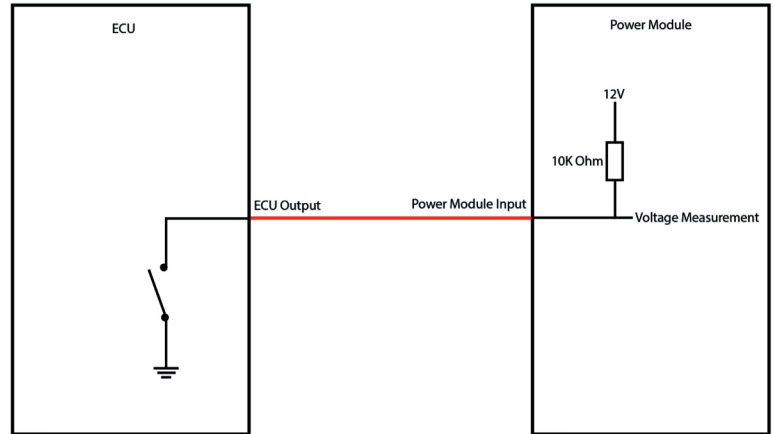 ECU
Power Module
12V
10K Ohm
ECU Output
Power Module Input
Voltage Measurement